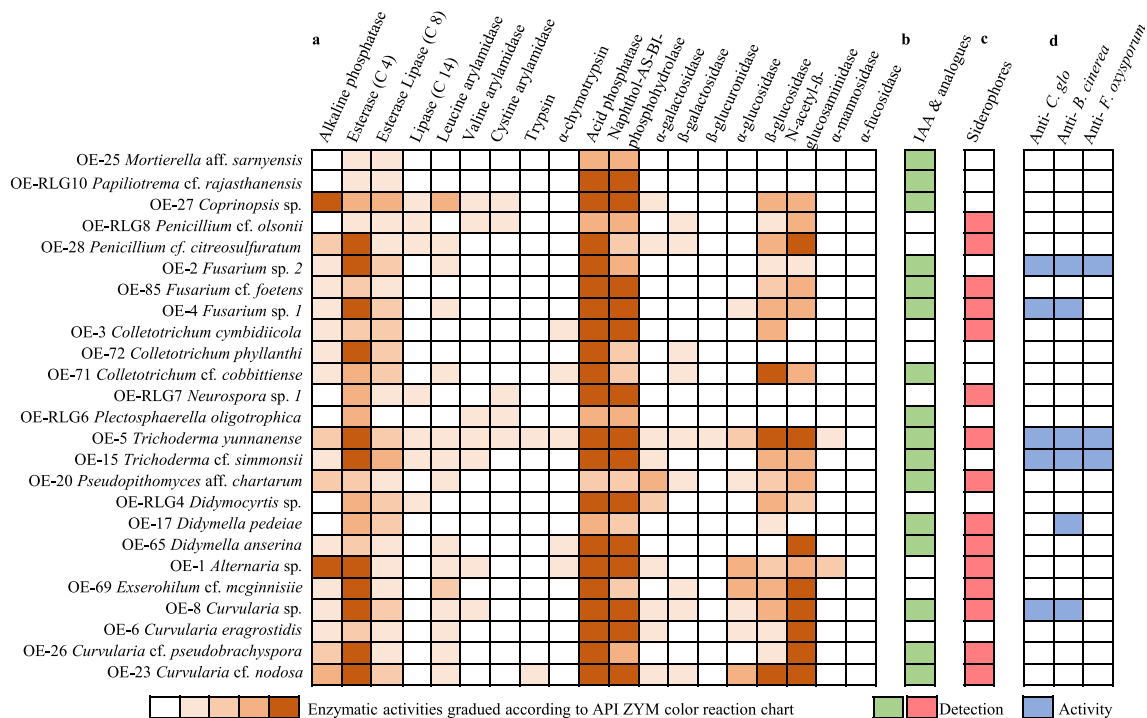 a
b
c
d
Alkaline phosphatase
Esterase (C 4)
Esterase Lipase (C 8)
Lipase (C 14)
Leucine arylamidase
Valine arylamidase
Cystine arylamidase
Trypsin
α-chymotrypsin
Acid phosphatase
Naphthol-AS-BI-
phosphohydrolase
α-galactosidase
ß-galactosidase
ß-glucuronidase
α-glucosidase
ß-glucosidase
N-acetyl-ß-
glucosaminidase
α-mannosidase
α-fucosidase
IAA & analogues
Siderophores
Anti- C. glo
Anti- B. cinerea
Anti- F. oxysporum
OE-25 Mortierella aff. sarnyensis
OE-RLG10 Papiliotrema cf. rajasthanensis
OE-27 Coprinopsis sp.
OE-RLG8 Penicillium cf. olsonii
OE-28 Penicillium cf. citreosulfuratum
OE-2 Fusarium sp. 2
OE-85 Fusarium cf. foetens
OE-4 Fusarium sp. 1
OE-3 Colletotrichum cymbidiicola
OE-72 Colletotrichum phyllanthi
OE-71 Colletotrichum cf. cobbittiense
OE-RLG7 Neurospora sp. 1
OE-RLG6 Plectosphaerella oligotrophica
OE-5 Trichoderma yunnanense
OE-15 Trichoderma cf. simmonsii
OE-20 Pseudopithomyces aff. chartarum
OE-RLG4 Didymocyrtis sp.
OE-17 Didymella pedeiae
OE-65 Didymella anserina
OE-1 Alternaria sp.
OE-69 Exserohilum cf. mcginnisiie
OE-8 Curvularia sp.
OE-6 Curvularia eragrostidis
OE-26 Curvularia cf. pseudobrachyspora
OE-23 Curvularia cf. nodosa
Enzymatic activities gradued according to API ZYM color reaction chart
Detection
Activity